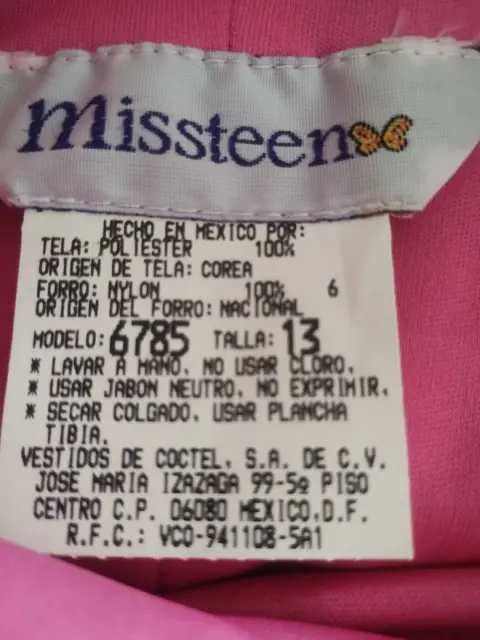 missteen
HECHO EN MEXICO POR:
TELA: POLIESTER 100%
ORIGEN DE TELA: COREA
FORRO: NYLON 100% 6
ORIGEN DEL FORRO: NACIONAL
MODELO: 6785 TALLA: 13
* LAVAR A MANO. NO USAR CLORO.
* USAR JABON NEUTRO. NO EXPRIMIR.
* SECAR COLGADO. USAR PLANCHA
TIBIA.
VESTIDOS DE COCTEL, S.A. DE C.V.
JOSE MARIA IZAZAGA 99-5º PISO
CENTRO C.P. 06080 MEXICO.D.F.
R.F.C.: VCO-941108-5A1